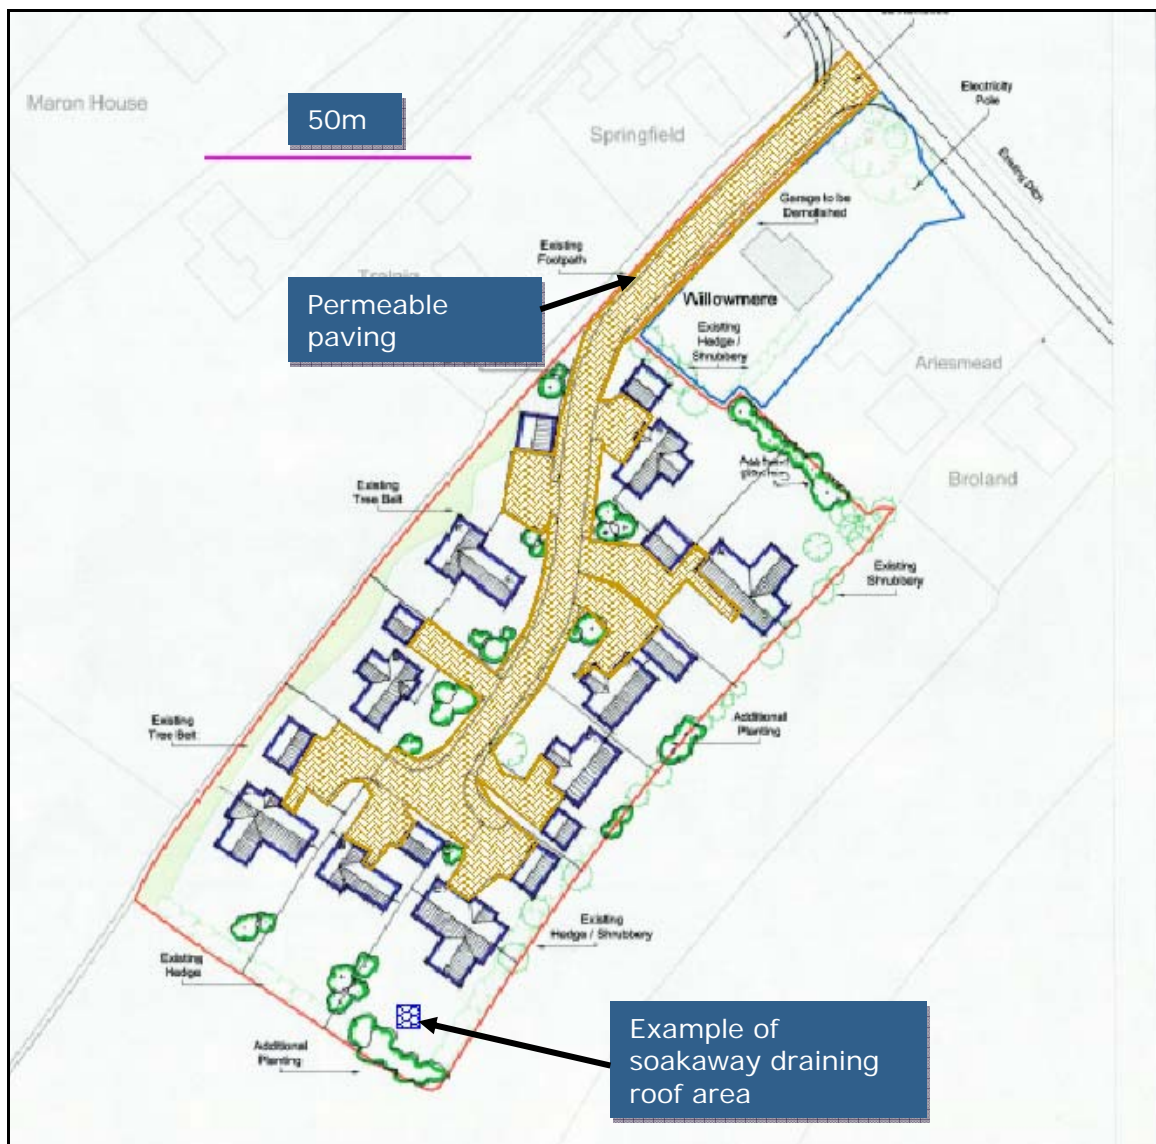 Maron House
50m
Springfield
Electricity
Pole
Existing Ditch
Garage to be
Demolished
Existing
Footpath
Permeable
paving
Willowmere
Existing
Hedge /
Shrubbery
Ariesmead
Broland
Existing
Tree Belt
Existing
Shrubbery
Existing
Tree Belt
Additional
Planting
Existing
Hedge / Shrubbery
Existing
Hedge
Additional
Planting
Example of
soakaway draining
roof area